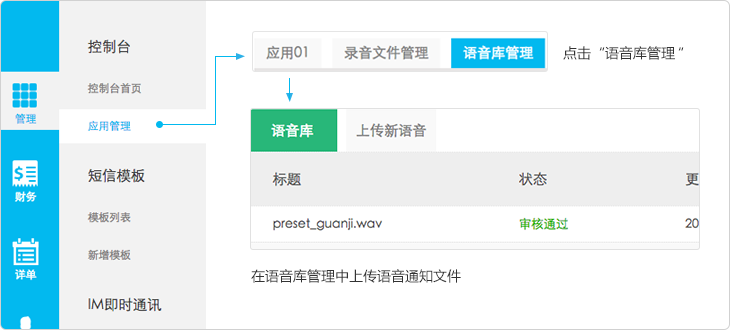 管理
财务
详单
控制台
控制台首页
应用管理
短信模板
模板列表
新增模板
IM即时通讯
应用01 录音文件管理 语音库管理
点击“语音库管理“
语音库 上传新语音
标题 状态 更
preset_guanji.wav 审核通过 20
在语音库管理中上传语音通知文件